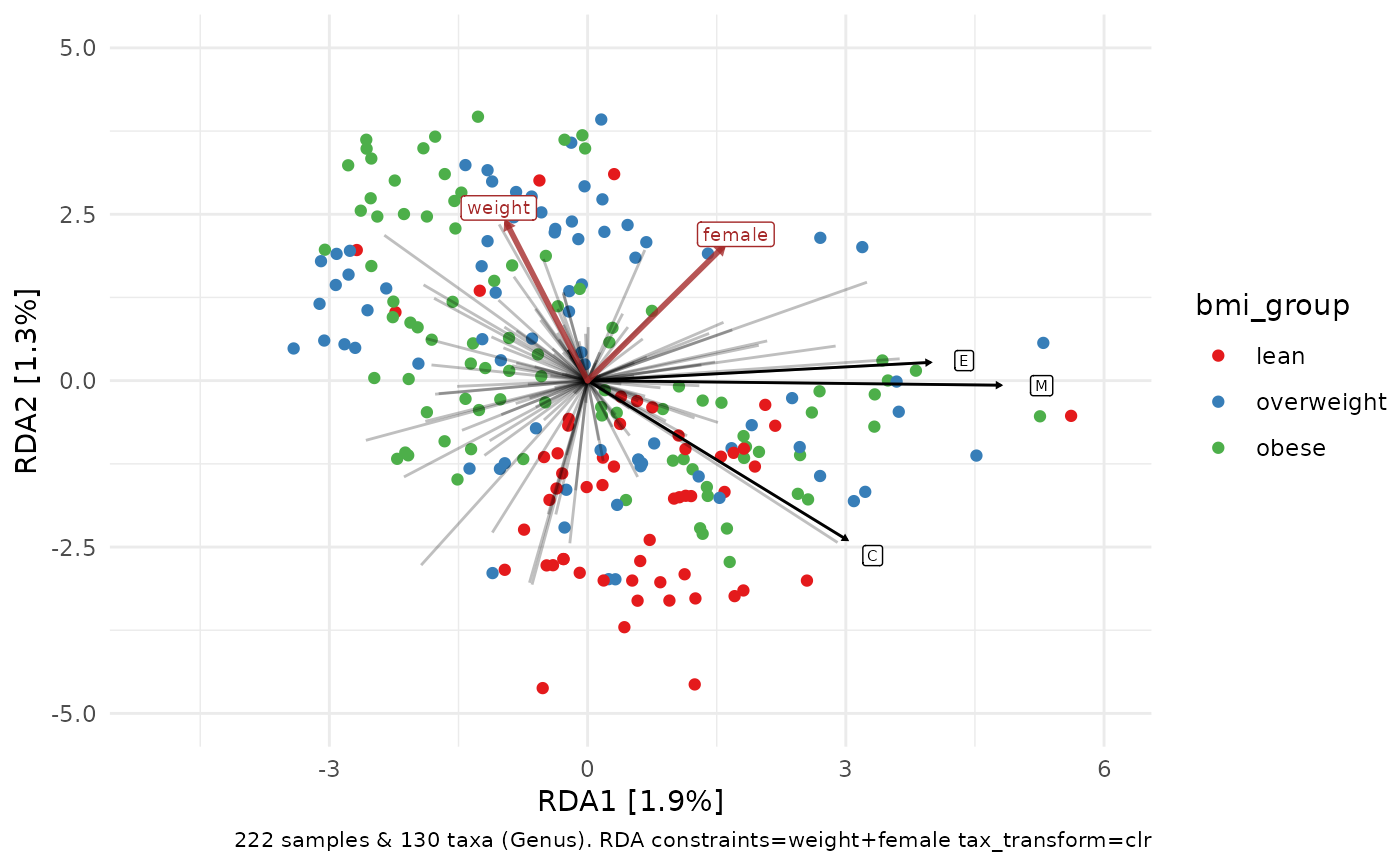 5.0
2.5
0.0
-2.5
-5.0
RDA2 [1.3%]
weight
female
E
M
C
-3
0
3
6
RDA1 [1.9%]
bmi_group
lean
overweight
obese
222 samples & 130 taxa (Genus). RDA constraints=weight+female tax_transform=clr